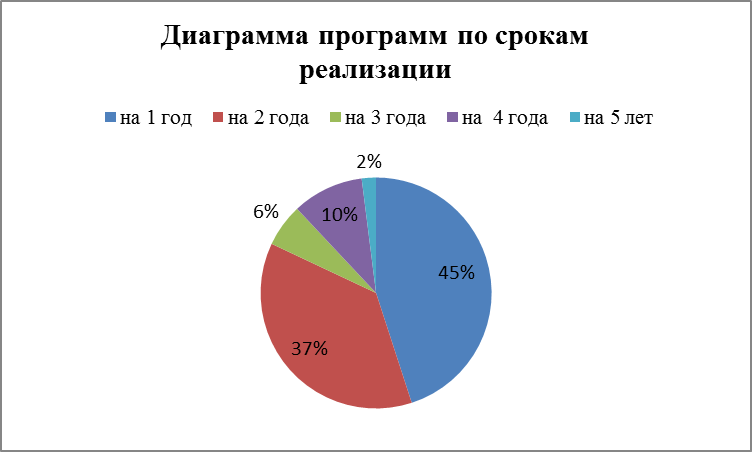 Диаграмма программ по срокам
реализации
на 1 год на 2 года на 3 года на 4 года на 5 лет
2%
6%
10%
45%
37%